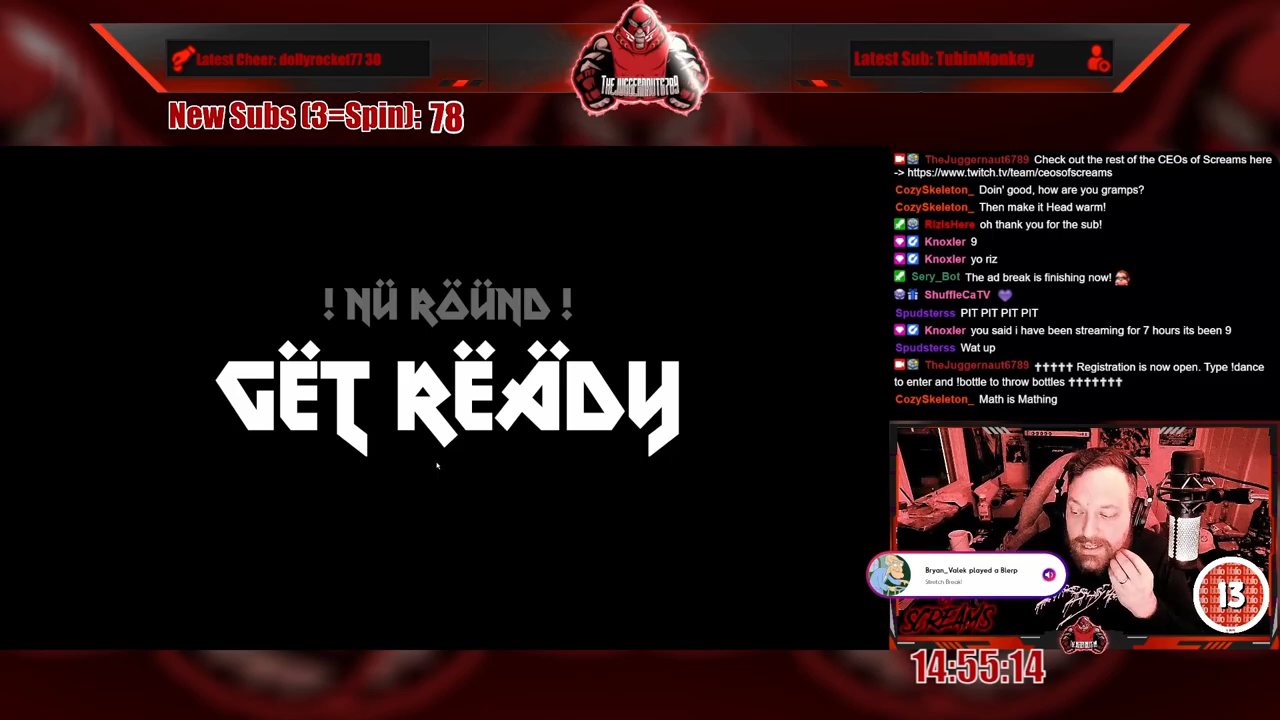 Latest Cheer: dollyrocket77 38
THEJUGGERNAUT6789
Latest Sub: TubinMonkey
New Subs (3=Spin): 78
! NÜ RÖÜND !
GËT RËÄDY
TheJuggernaut6789 Check out the rest of the CEOs of Screams here
-> https://www.twitch.tv/team/ceosofscreams
CozySkeleton_ Doin' good, how are you gramps?
CozySkeleton_ Then make it Head warm!
RizIsHere oh thank you for the sub!
Knoxler 9
Knoxler yo riz
Sery_Bot The ad break is finishing now!
ShuffleCaTV
Spudsterss PIT PIT PIT PIT
Knoxler you said i have been streaming for 7 hours its been 9
Spudsterss Wat up
TheJuggernaut6789 ✝✝✝✝✝ Registration is now open. Type !dance
to enter and !bottle to throw bottles ✝✝✝✝✝✝✝
CozySkeleton_ Math is Mathing
Bryan_Valek played a Blerp
Stretch Break!
13
SCREAMS
14:55:14